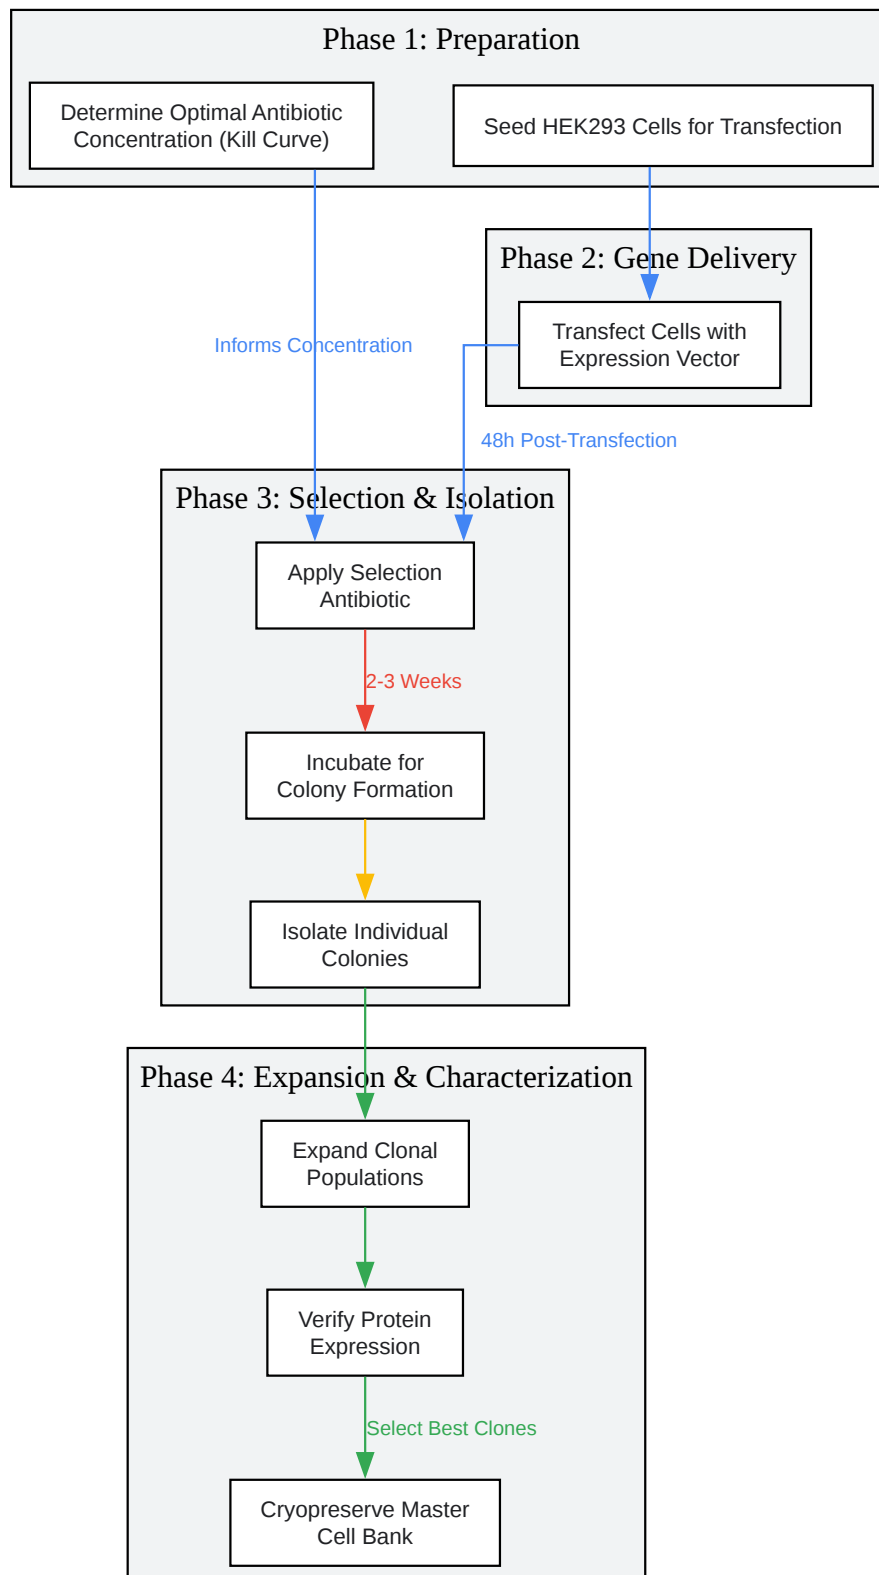 Phase 1: Preparation
Determine Optimal Antibiotic
Concentration (Kill Curve)
Seed HEK293 Cells for Transfection
Phase 2: Gene Delivery
Transfect Cells with
Expression Vector
Informs Concentration
48h Post-Transfection
Phase 3: Selection & Isolation
Apply Selection
Antibiotic
2-3 Weeks
Incubate for
Colony Formation
Isolate Individual
Colonies
Phase 4: Expansion & Characterization
Expand Clonal
Populations
Verify Protein
Expression
Select Best Clones
Cryopreserve Master
Cell Bank